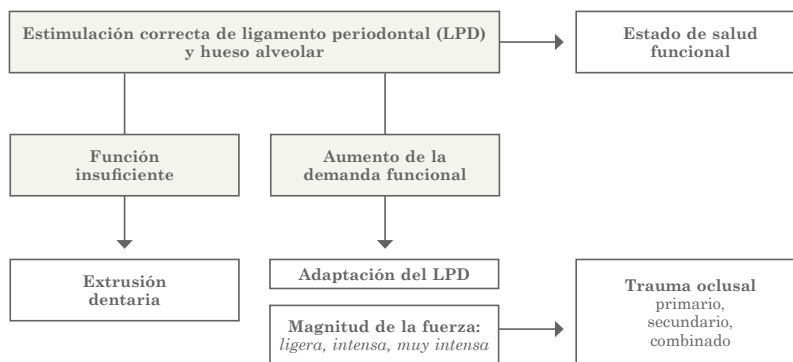 Estimulación correcta de ligamento periodontal (LPD)
y hueso alveolar
Estado de salud
funcional
Función
insuficiente
Aumento de la
demanda funcional
Extrusión
dentaria
Adaptación del LPD
Magnitud de la fuerza:
ligera, intensa, muy intensa
Trauma oclusal
primario,
secundario,
combinado